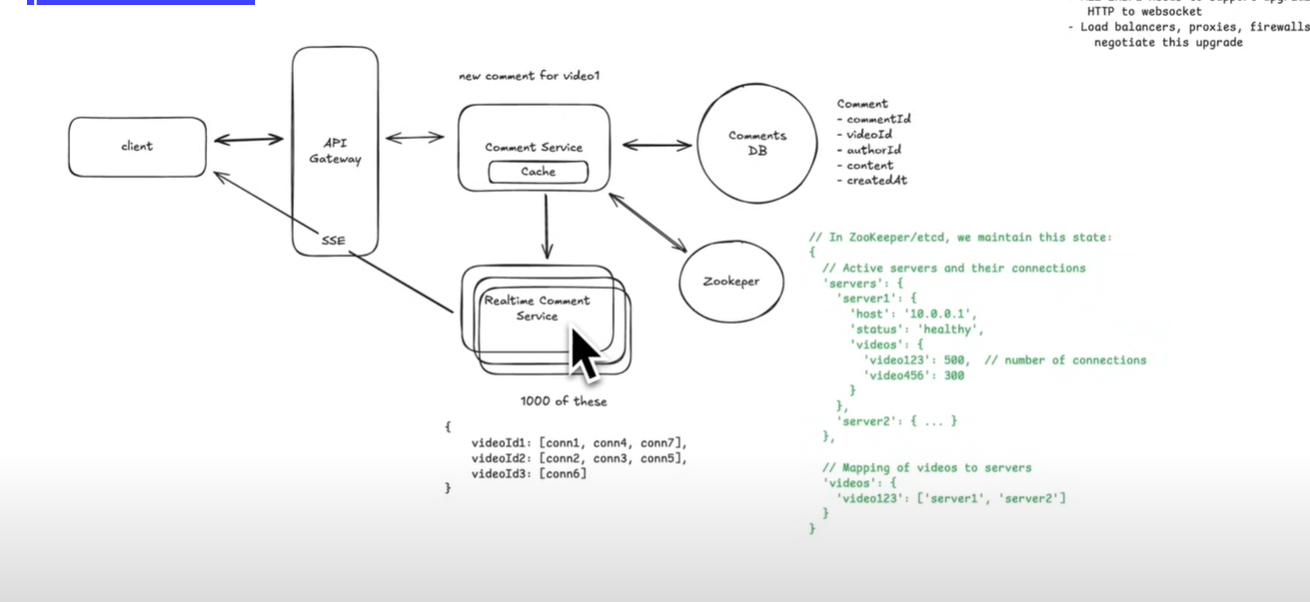 HTTP to websocket
- Load balancers, proxies, firewalls
negotiate this upgrade
new comment for video1
client
API
Gateway
SSE
Comment Service
Cache
Comments
DB
Comment
- commentId
- videoId
- authorId
- content
- createdAt
Realtime Comment
Service
Zookeper
1000 of these
{
videoId1: [conn1, conn4, conn7],
videoId2: [conn2, conn3, conn5],
videoId3: [conn6]
}
// In ZooKeeper/etcd, we maintain this state:
{
// Active servers and their connections
'servers': {
'server1': {
'host': '10.0.0.1',
'status': 'healthy',
'videos': {
'video123': 500, // number of connections
'video456': 300
}
},
'server2': { ... }
},
// Mapping of videos to servers
'videos': {
'video123': ['server1', 'server2']
}
}